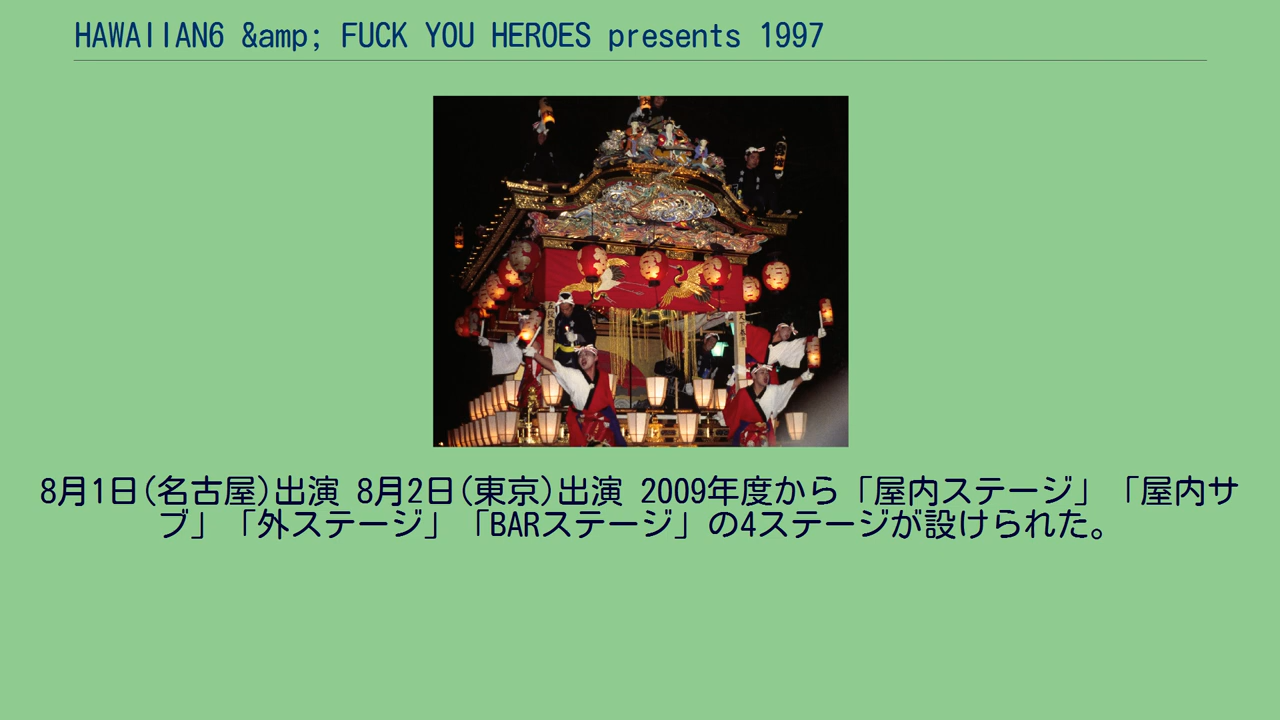 HAWAIIAN6 &amp; FUCK YOU HEROES presents 1997
8月1日(名古屋)出演 8月2日(東京)出演 2009年度から「屋内ステージ」「屋内サ
ブ」「外ステージ」「BARステージ」の4ステージが設けられた。